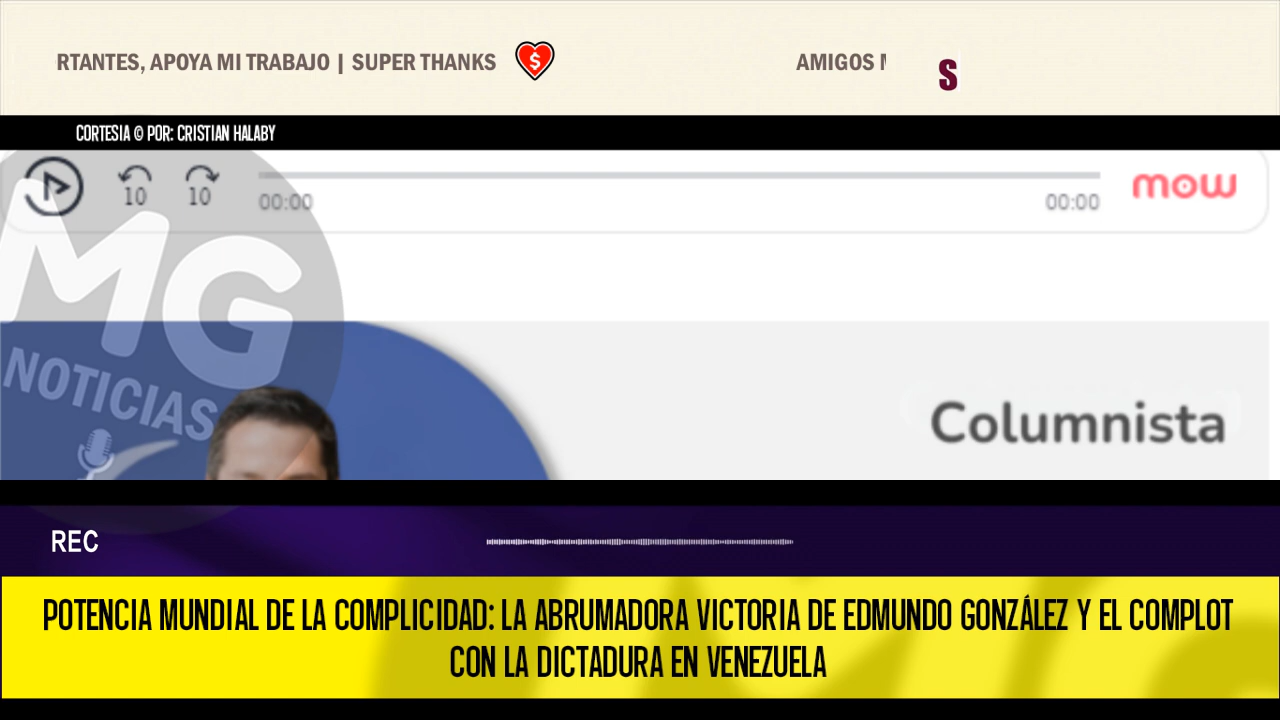 RTANTES, APOYA MI TRABAJO | SUPER THANKS $
AMIGOS
S
CORTESIA © POR: CRISTIAN HALABY
10 10 00:00 00:00 mow
MG
NOTICIAS
Columnista
REC
POTENCIA MUNDIAL DE LA COMPLICIDAD: LA ABRUMADORA VICTORIA DE EDMUNDO GONZÁLEZ Y EL COMPLOT
CON LA DICTADURA EN VENEZUELA